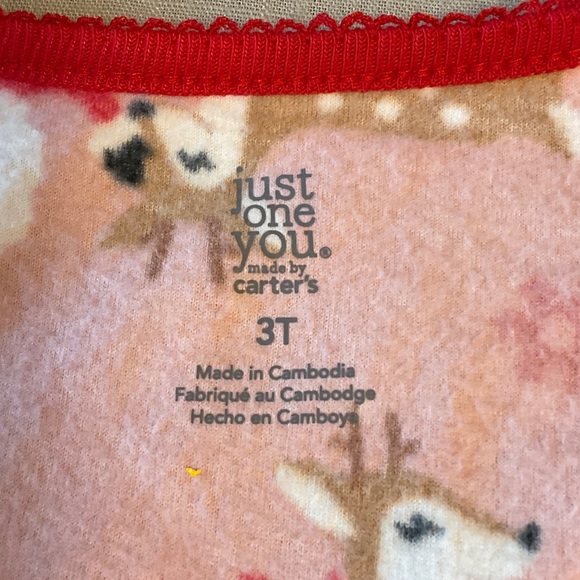 just
one
you.®
made by
carter's
3T
Made in Cambodia
Fabriqué au Cambodge
Hecho en Camboya